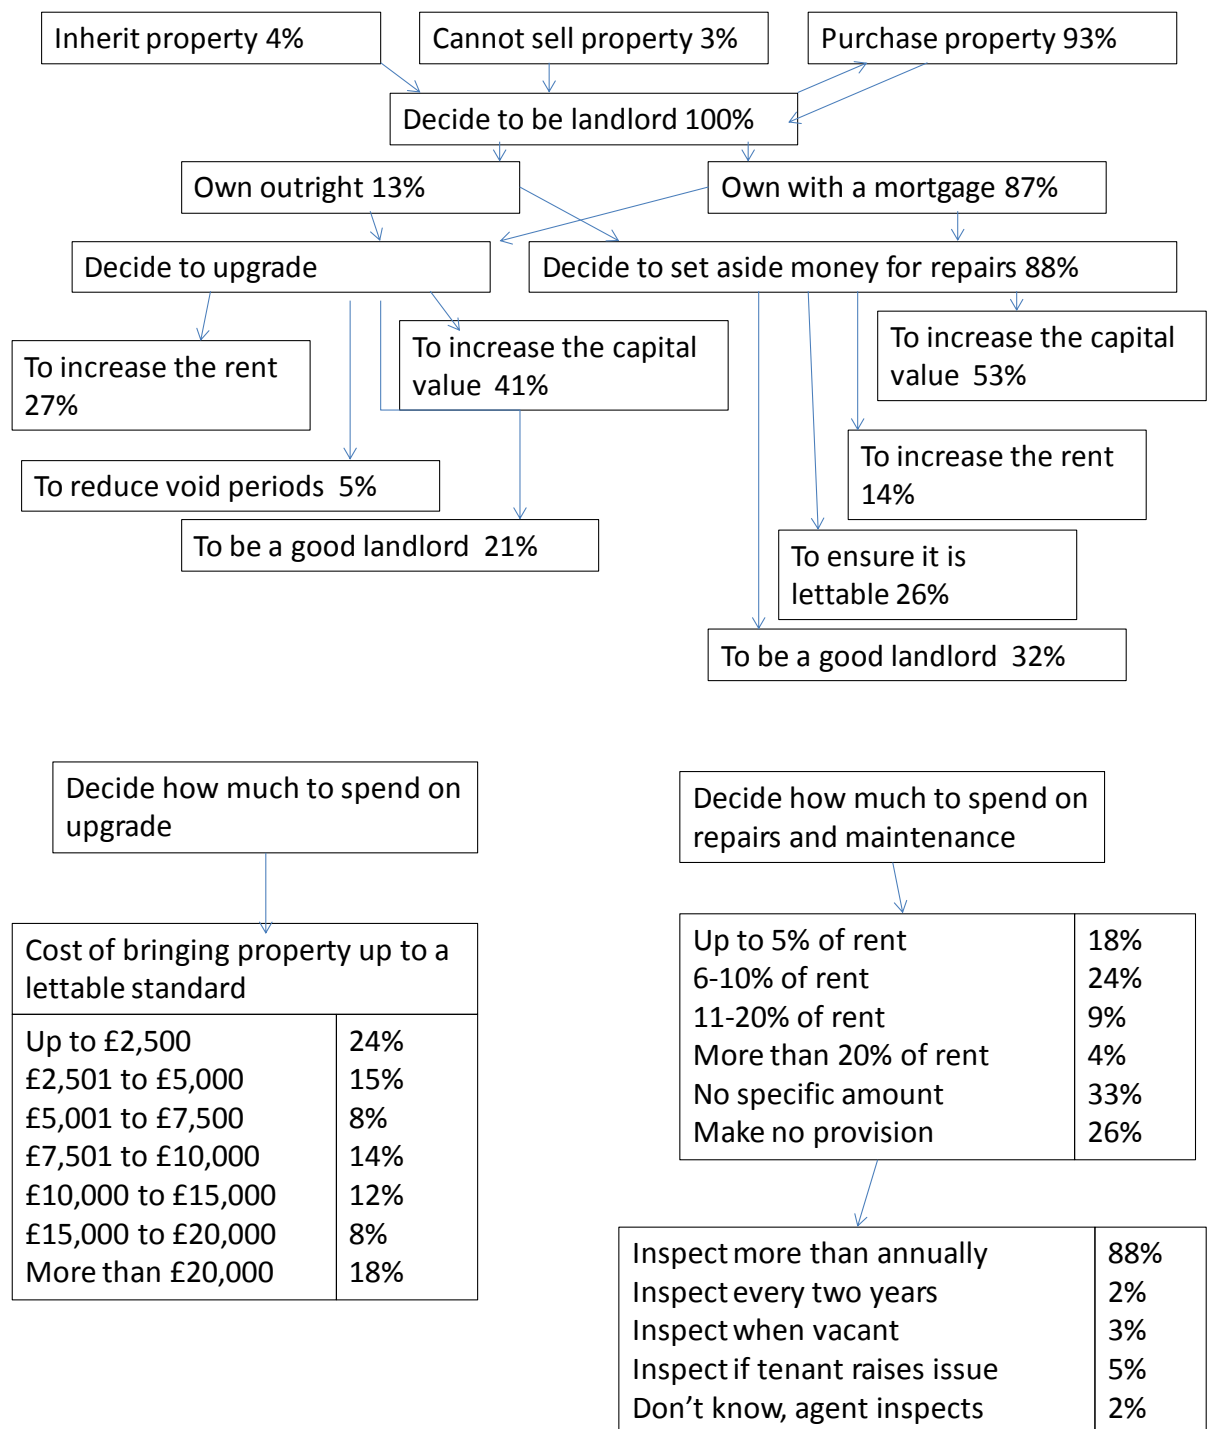 Inherit property 4%
Cannot sell property 3%
Purchase property 93%
Decide to be landlord 100%
Own outright 13%
Own with a mortgage 87%
Decide to upgrade
Decide to set aside money for repairs 88%
To increase the rent
27%
To increase the capital
value 41%
To increase the capital
value 53%
To reduce void periods 5%
To increase the rent
14%
To be a good landlord 21%
To ensure it is
lettable 26%
To be a good landlord 32%
Decide how much to spend on
upgrade
Cost of bringing property up to a
lettable standard
Up to £2,500 24%
£2,501 to £5,000 15%
£5,001 to £7,500 8%
£7,501 to £10,000 14%
£10,000 to £15,000 12%
£15,000 to £20,000 8%
More than £20,000 18%
Decide how much to spend on
repairs and maintenance
Up to 5% of rent 18%
6-10% of rent 24%
11-20% of rent 9%
More than 20% of rent 4%
No specific amount 33%
Make no provision 26%
Inspect more than annually 88%
Inspect every two years 2%
Inspect when vacant 3%
Inspect if tenant raises issue 5%
Don’t know, agent inspects 2%